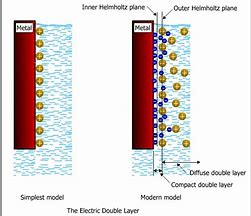 Inner Helmholtz plane
Outer Helmholtz plane
Metal
Metal
Diffuse double layer
Compact double layer
Simplest model
Modern model
The Electric Double Layer